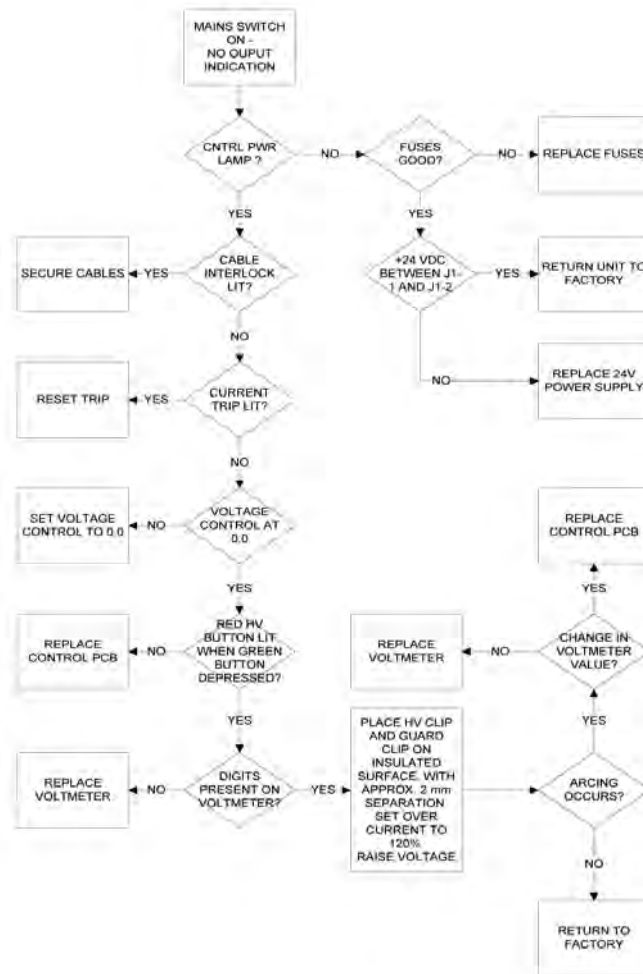 MAINS SWITCH
ON -
NO OUPUT
INDICATION
CNTRL PWR
LAMP ?
NO
FUSES
GOOD?
NO
REPLACE FUSES
YES
YES
SECURE CABLES
YES
CABLE
INTERLOCK
LIT?
+24 VDC
BETWEEN J1-
1 AND J1-2
YES
RETURN UNIT TO
FACTORY
NO
NO
REPLACE 24V
POWER SUPPLY
RESET TRIP
YES
CURRENT
TRIP LIT?
NO
SET VOLTAGE
CONTROL TO 0.0
NO
VOLTAGE
CONTROL AT
0.0
REPLACE
CONTROL PCB
YES
YES
REPLACE
CONTROL PCB
NO
RED HV
BUTTON LIT
WHEN GREEN
BUTTON
DEPRESSED?
REPLACE
VOLTMETER
NO
CHANGE IN
VOLTMETER
VALUE?
YES
YES
REPLACE
VOLTMETER
NO
DIGITS
PRESENT ON
VOLTMETER?
YES
PLACE HV CLIP
AND GUARD
CLIP ON
INSULATED
SURFACE. WITH
APPROX. 2 mm
SEPARATION
SET OVER
CURRENT TO
120%
RAISE VOLTAGE
ARCING
OCCURS?
NO
RETURN TO
FACTORY